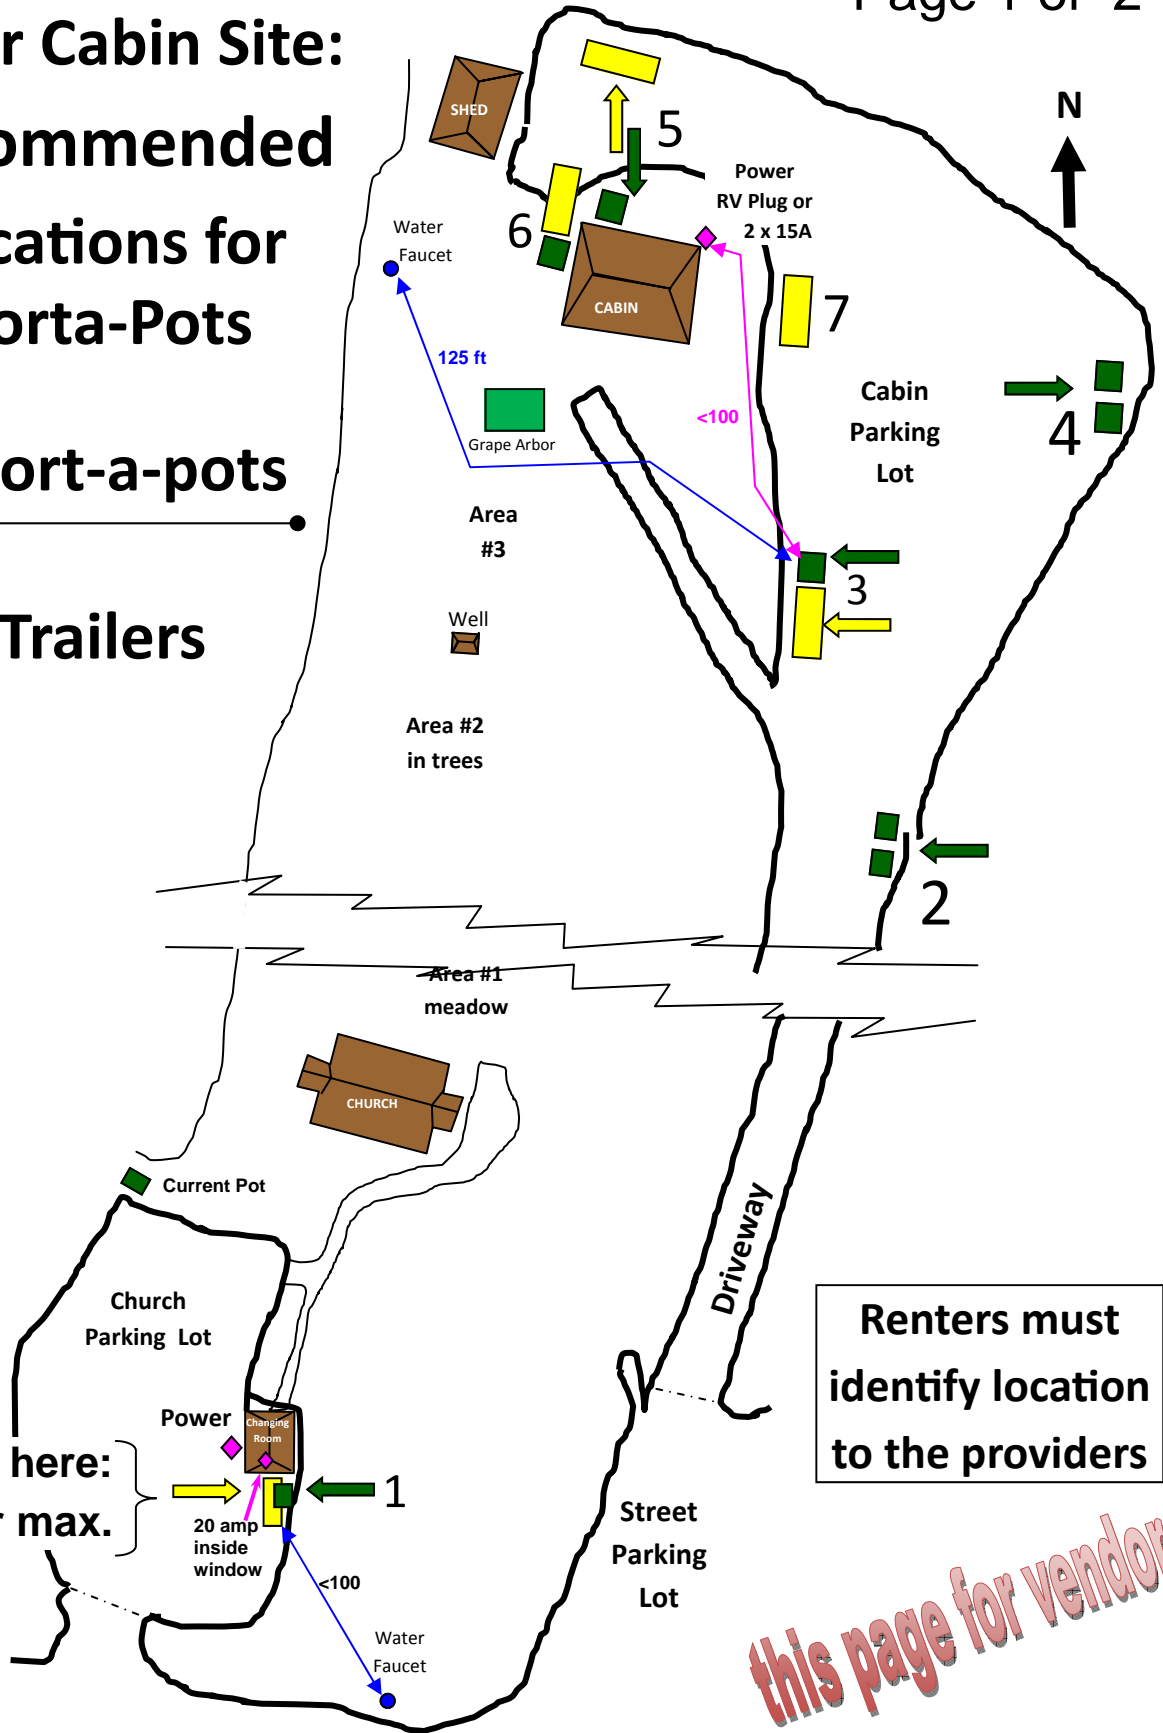 Page 1 of 2
r Cabin Site:
ommended
cations for
orta-Pots
ort-a-pots
Trailers
N
SHED
5
Power
RV Plug or
2 x 15A
6
Water
Faucet
CABIN
7
125 ft
Cabin
Parking
Lot
<100
4
Grape Arbor
Area
#3
3
Well
Area #2
in trees
2
Area #1
meadow
CHURCH
Current Pot
Driveway
Church
Parking Lot
Renters must
identify location
to the providers
Power
Changing
Room
here:
r max.
1
20 amp
inside
window
<100
Street
Parking
Lot
Water
Faucet
this page for vendor